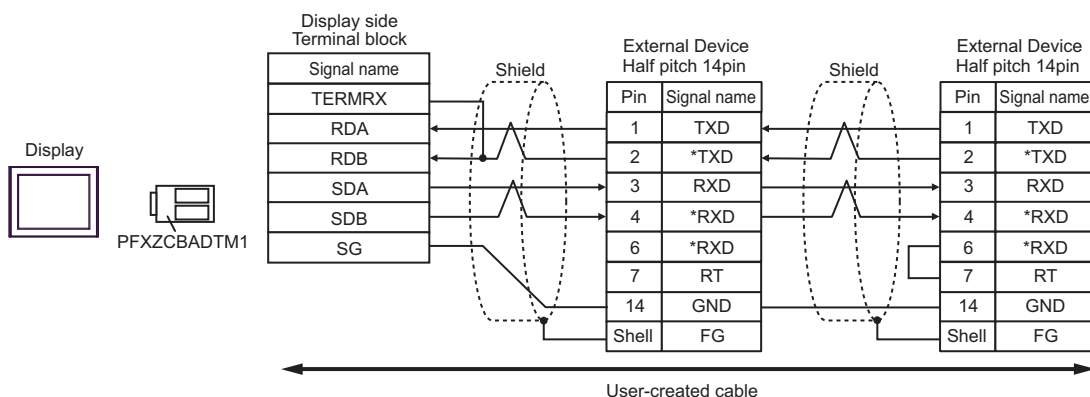 Display side
Terminal block
Signal name
TERMRX
RDA
RDB
SDA
SDB
SG
Display
PFXZCBADTM1
Shield
External Device
Half pitch 14pin
Pin Signal name
1 TXD
2 *TXD
3 RXD
4 *RXD
6 *RXD
7 RT
14 GND
Shell FG
Shield
External Device
Half pitch 14pin
Pin Signal name
1 TXD
2 *TXD
3 RXD
4 *RXD
6 *RXD
7 RT
14 GND
Shell FG
User-created cable